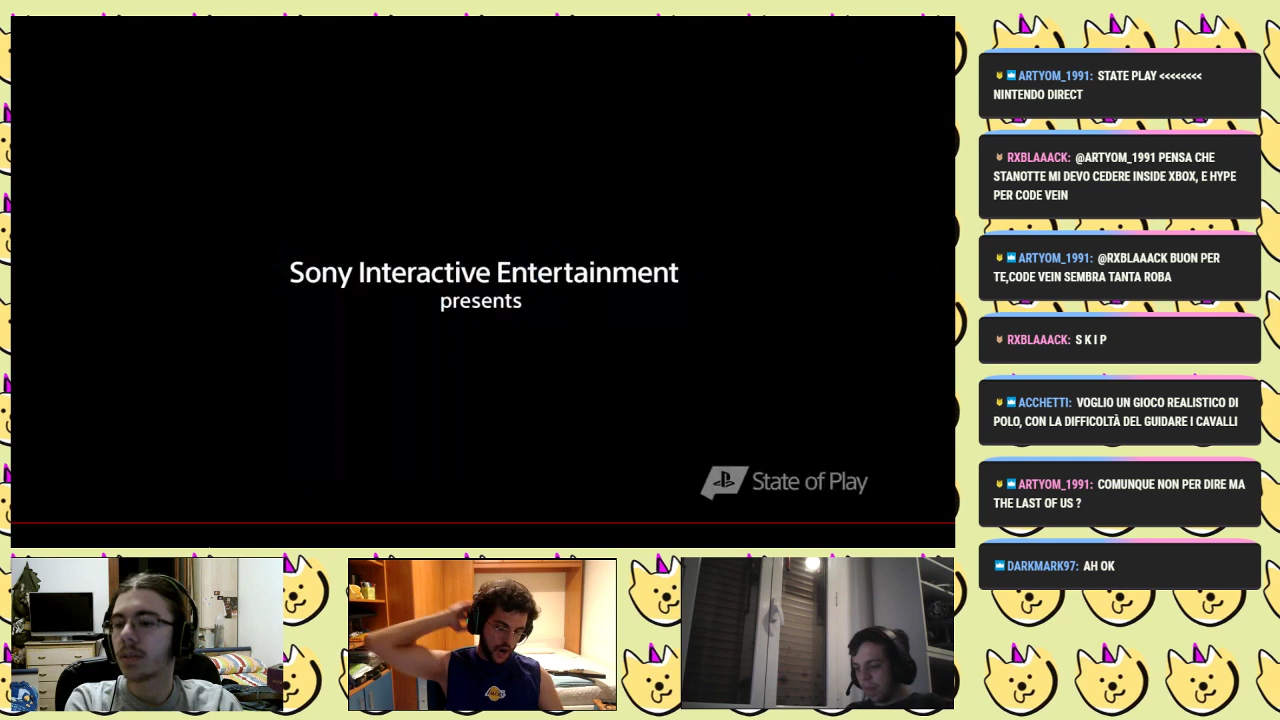 Sony Interactive Entertainment
presents
State of Play
ARTYOM_1991: STATE PLAY <<<<<<<<
NINTENDO DIRECT
RXBLAAACK: @ARTYOM_1991 PENSA CHE
STANOTTE MI DEVO CEDERE INSIDE XBOX, E HYPE
PER CODE VEIN
ARTYOM_1991: @RXBLAAACK BUON PER
TE,CODE VEIN SEMBRA TANTA ROBA
RXBLAAACK: S K I P
ACCHETTI: VOGLIO UN GIOCO REALISTICO DI
POLO, CON LA DIFFICOLTÀ DEL GUIDARE I CAVALLI
ARTYOM_1991: COMUNQUE NON PER DIRE MA
THE LAST OF US ?
DARKMARK97: AH OK